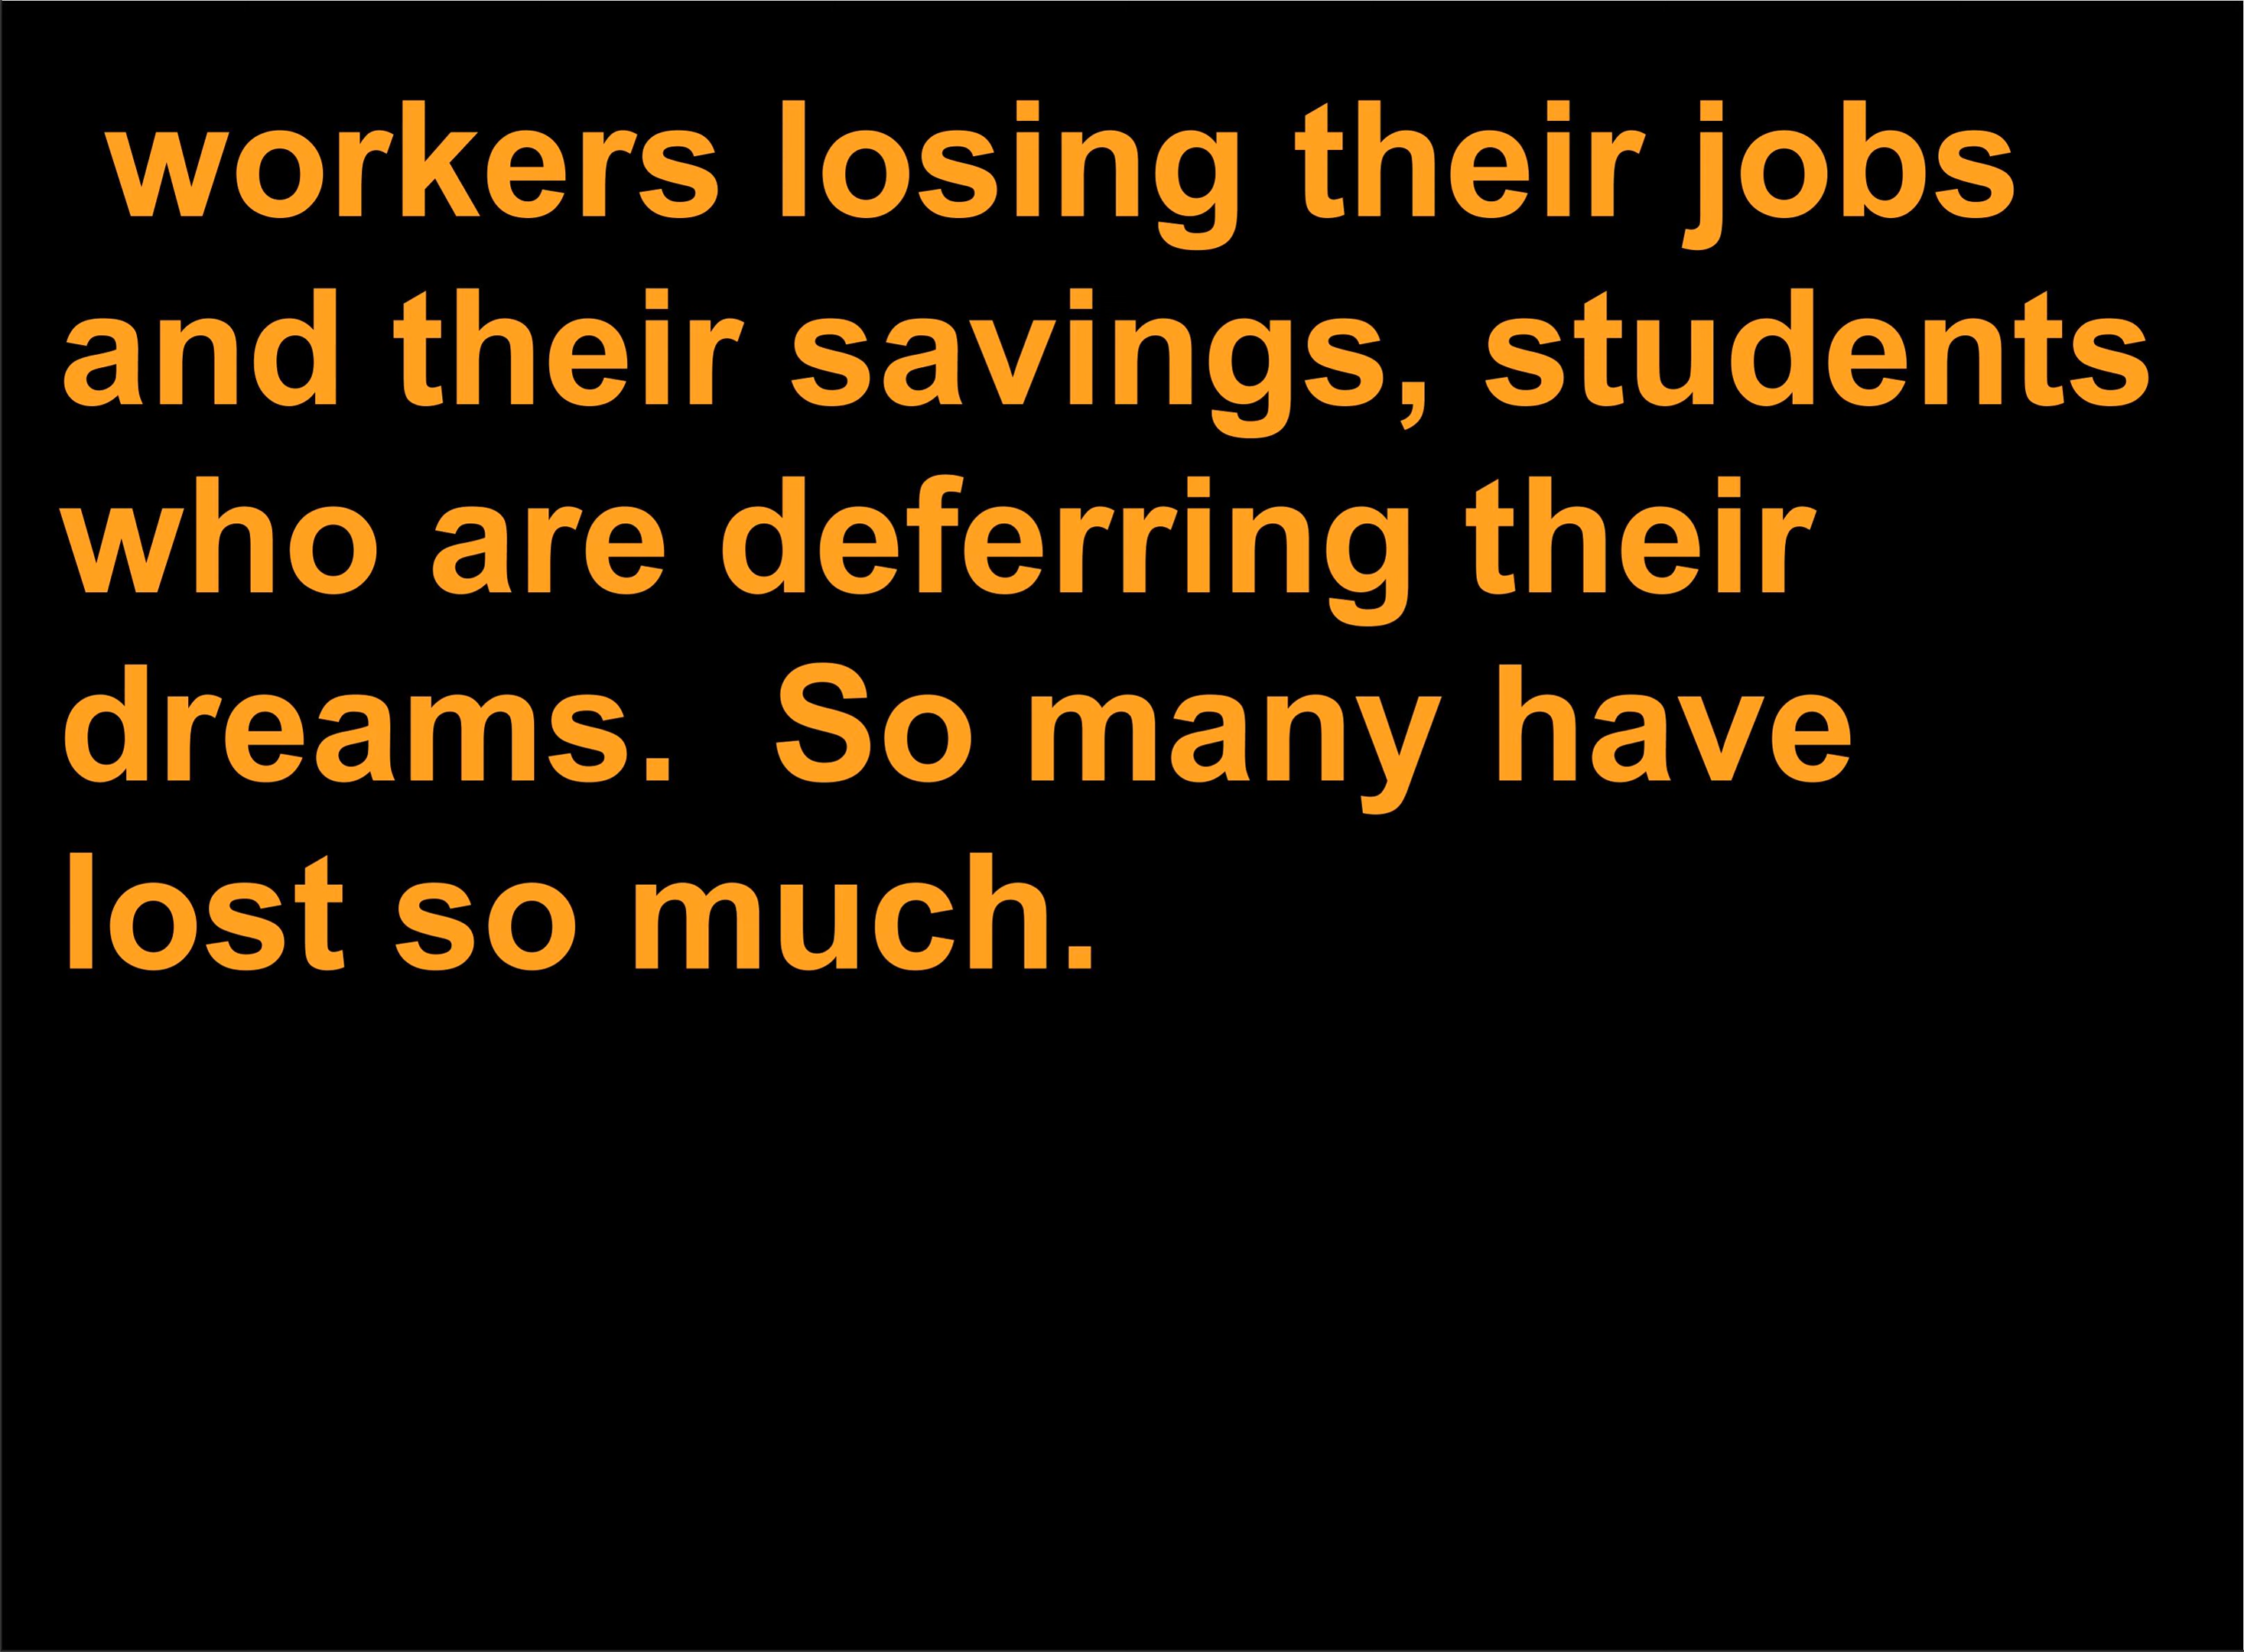 workers losing their jobs
and their savings, students
who are deferring their
dreams.  So many have
lost so much.